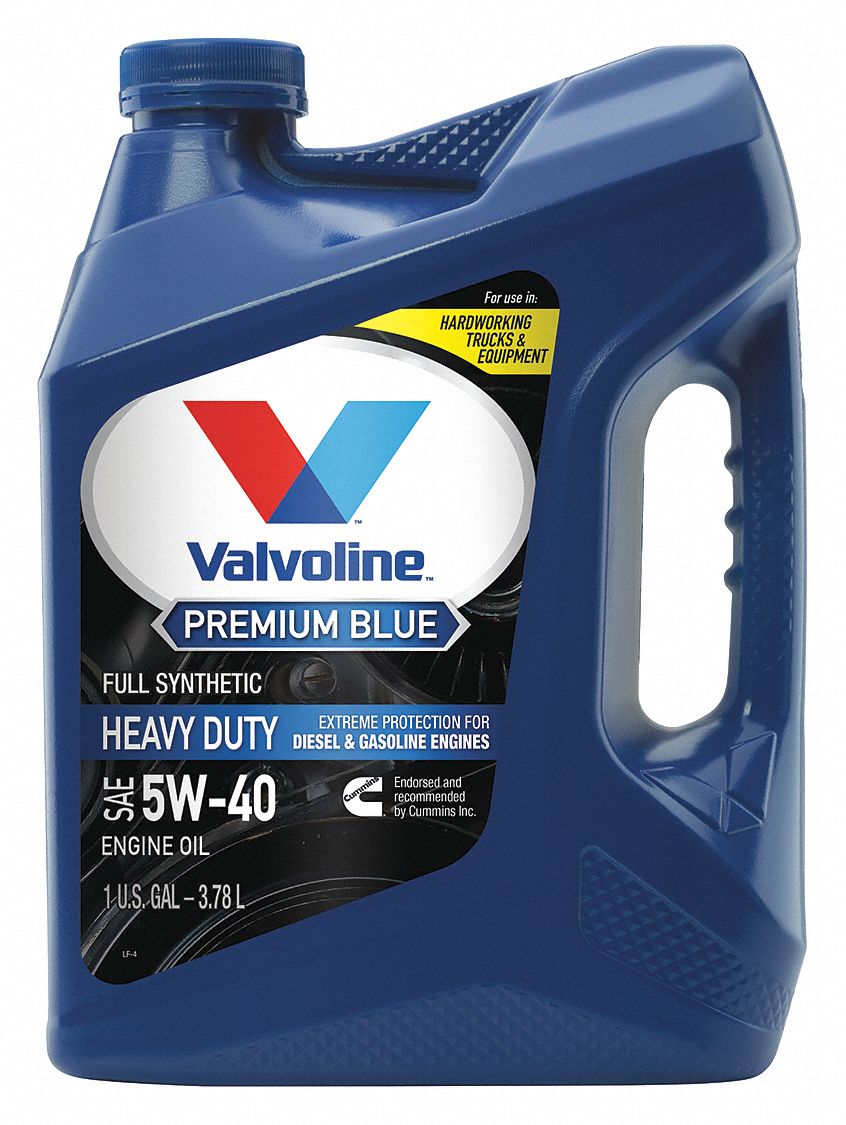 For use in:
HARDWORKING
TRUCKS &
EQUIPMENT
Valvoline™
PREMIUM BLUE
FULL SYNTHETIC
HEAVY DUTY
EXTREME PROTECTION FOR
DIESEL & GASOLINE ENGINES
SAE 5W-40
ENGINE OIL
Cummins
Endorsed and
recommended
by Cummins Inc.
1 U.S. GAL – 3.78 L
LF-4